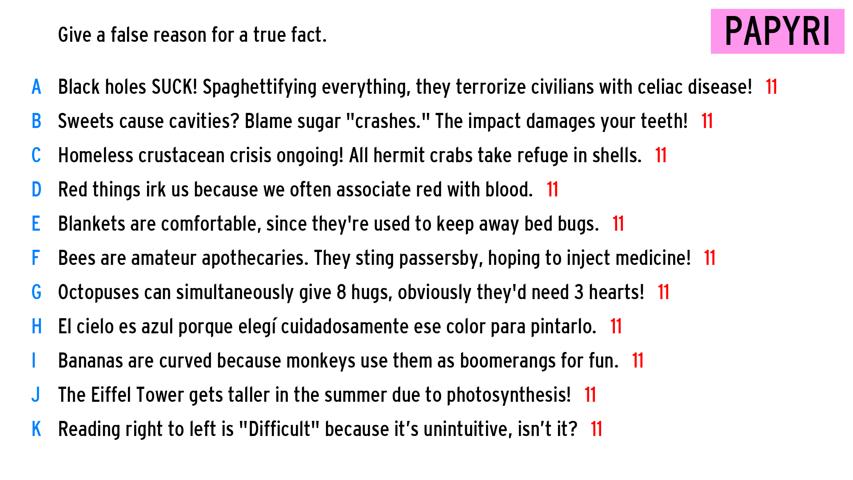 Give a false reason for a true fact.
PAPYRI
A Black holes SUCK! Spaghettifying everything, they terrorize civilians with celiac disease! 11
B Sweets cause cavities? Blame sugar "crashes." The impact damages your teeth! 11
C Homeless crustacean crisis ongoing! All hermit crabs take refuge in shells. 11
D Red things irk us because we often associate red with blood. 11
E Blankets are comfortable, since they're used to keep away bed bugs. 11
F Bees are amateur apothecaries. They sting passersby, hoping to inject medicine! 11
G Octopuses can simultaneously give 8 hugs, obviously they'd need 3 hearts! 11
H El cielo es azul porque elegí cuidadosamente ese color para pintarlo. 11
I Bananas are curved because monkeys use them as boomerangs for fun. 11
J The Eiffel Tower gets taller in the summer due to photosynthesis! 11
K Reading right to left is "Difficult" because it’s unintuitive, isn’t it? 11